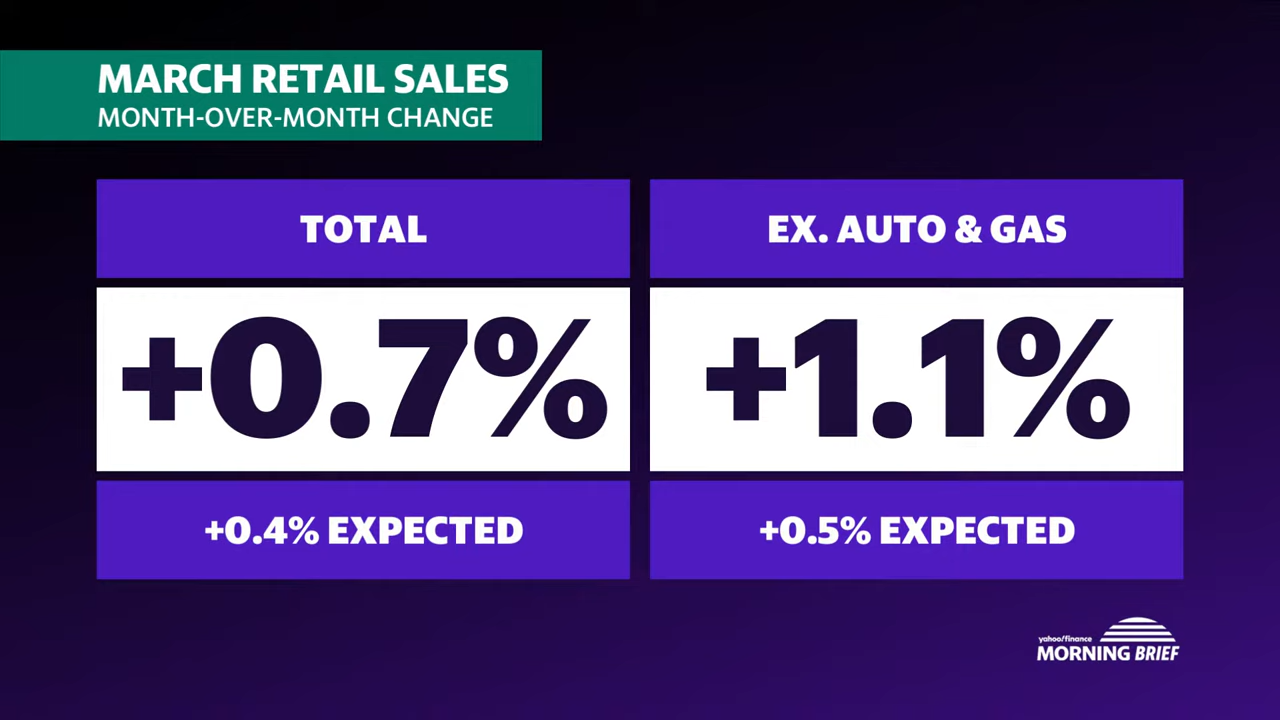 MARCH RETAIL SALES
MONTH-OVER-MONTH CHANGE
TOTAL
+0.7%
+0.4% EXPECTED
EX. AUTO & GAS
+1.1%
+0.5% EXPECTED
yahoo!finance
MORNING BRIEF